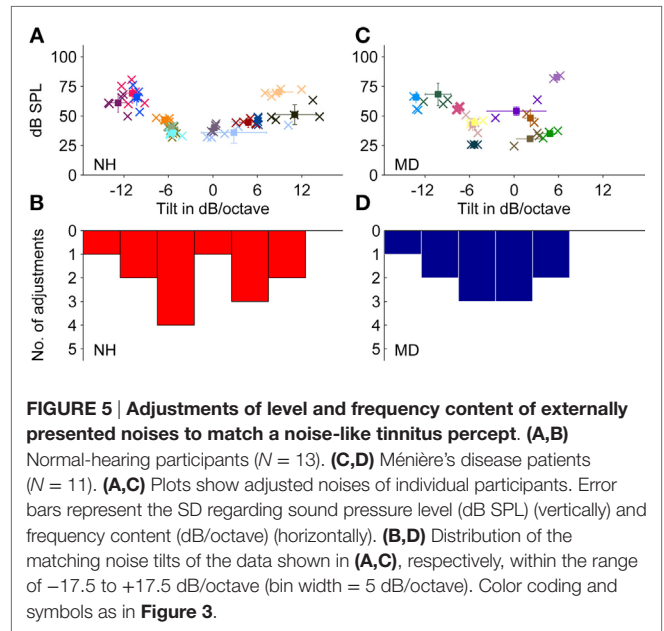 A
C
100
75
50
25
0
dB SPL
NH
-12 -6 0 6 12
Tilt in dB/octave
100
75
50
25
0
MD
-12 -6 0 6 12
Tilt in dB/octave
B
D
0
1
2
3
4
5
No. of adjustments
NH
0
1
2
3
4
5
MD
FIGURE 5 | Adjustments of level and frequency content of externally
presented noises to match a noise-like tinnitus percept. (A,B)
Normal-hearing participants (N = 13). (C,D) Ménière’s disease patients
(N = 11). (A,C) Plots show adjusted noises of individual participants. Error
bars represent the SD regarding sound pressure level (dB SPL) (vertically) and
frequency content (dB/octave) (horizontally). (B,D) Distribution of the
matching noise tilts of the data shown in (A,C), respectively, within the range
of −17.5 to +17.5 dB/octave (bin width = 5 dB/octave). Color coding and
symbols as in Figure 3.